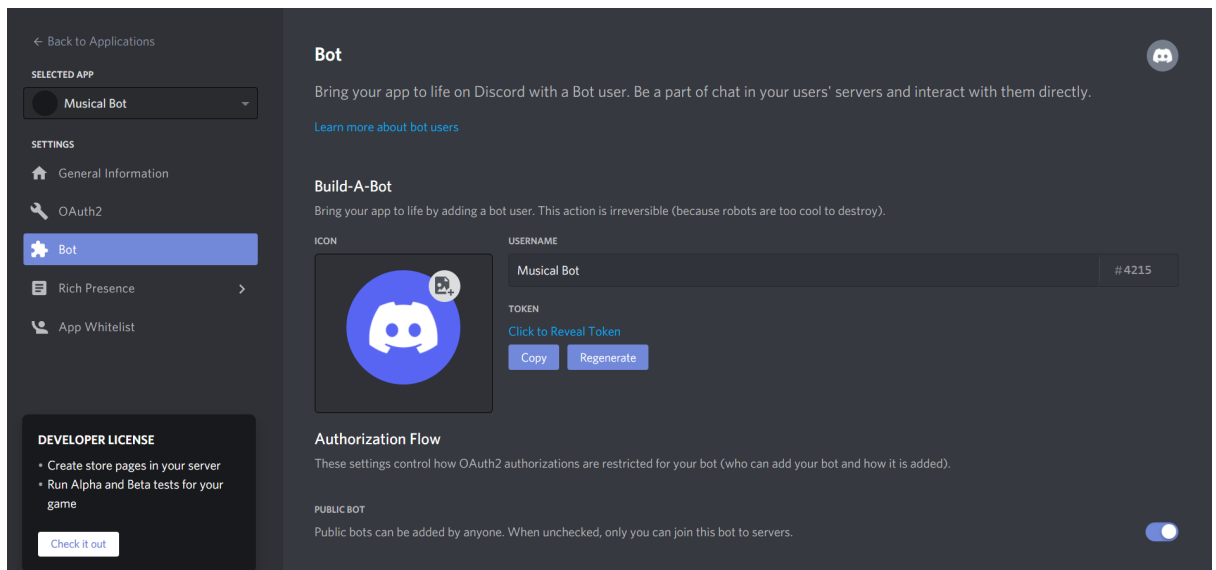 ← Back to Applications
SELECTED APP
Musical Bot
SETTINGS
General Information
OAuth2
Bot
Rich Presence
App Whitelist
DEVELOPER LICENSE
• Create store pages in your server
• Run Alpha and Beta tests for your
game
Check it out
Bot
Bring your app to life on Discord with a Bot user. Be a part of chat in your users' servers and interact with them directly.
Learn more about bot users
Build-A-Bot
Bring your app to life by adding a bot user. This action is irreversible (because robots are too cool to destroy).
ICON
USERNAME
Musical Bot #4215
TOKEN
Click to Reveal Token
Copy Regenerate
Authorization Flow
These settings control how OAuth2 authorizations are restricted for your bot (who can add your bot and how it is added).
PUBLIC BOT
Public bots can be added by anyone. When unchecked, only you can join this bot to servers.